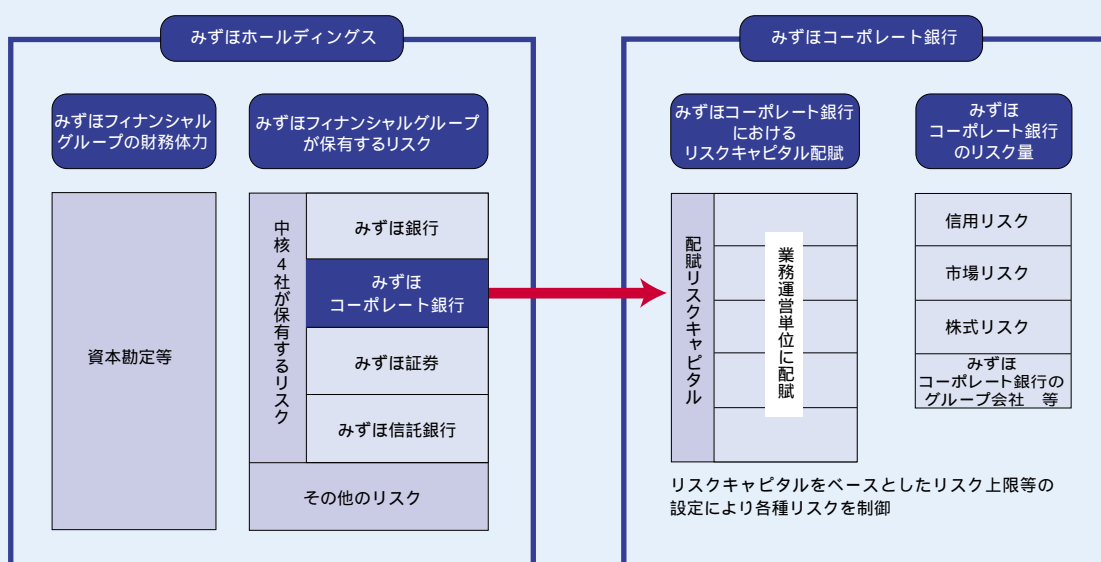 みずほホールディングス
みずほフィナンシャル
グループの財務体力
みずほフィナンシャルグループ
が保有するリスク
資本勘定等
中核4社が保有するリスク
みずほ銀行
みずほ
コーポレート銀行
みずほ証券
みずほ信託銀行
その他のリスク
みずほコーポレート銀行
みずほコーポレート銀行
における
リスクキャピタル配賦
みずほ
コーポレート銀行
のリスク量
配賦リスクキャピタル
業務運営単位に配賦
信用リスク
市場リスク
株式リスク
みずほ
コーポレート銀行の
グループ会社 等
リスクキャピタルをベースとしたリスク上限等の
設定により各種リスクを制御